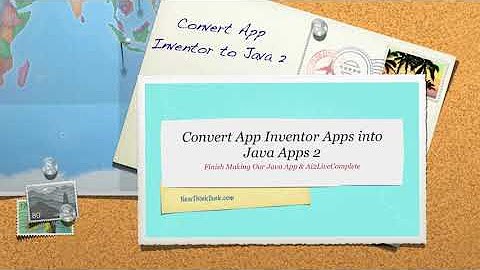 Convert App
Inventor to Java 2
Convert App Inventor Apps into
Java Apps 2
Finish Making Our Java App & Ai2LiveComplete
NewThinkTank.com
80